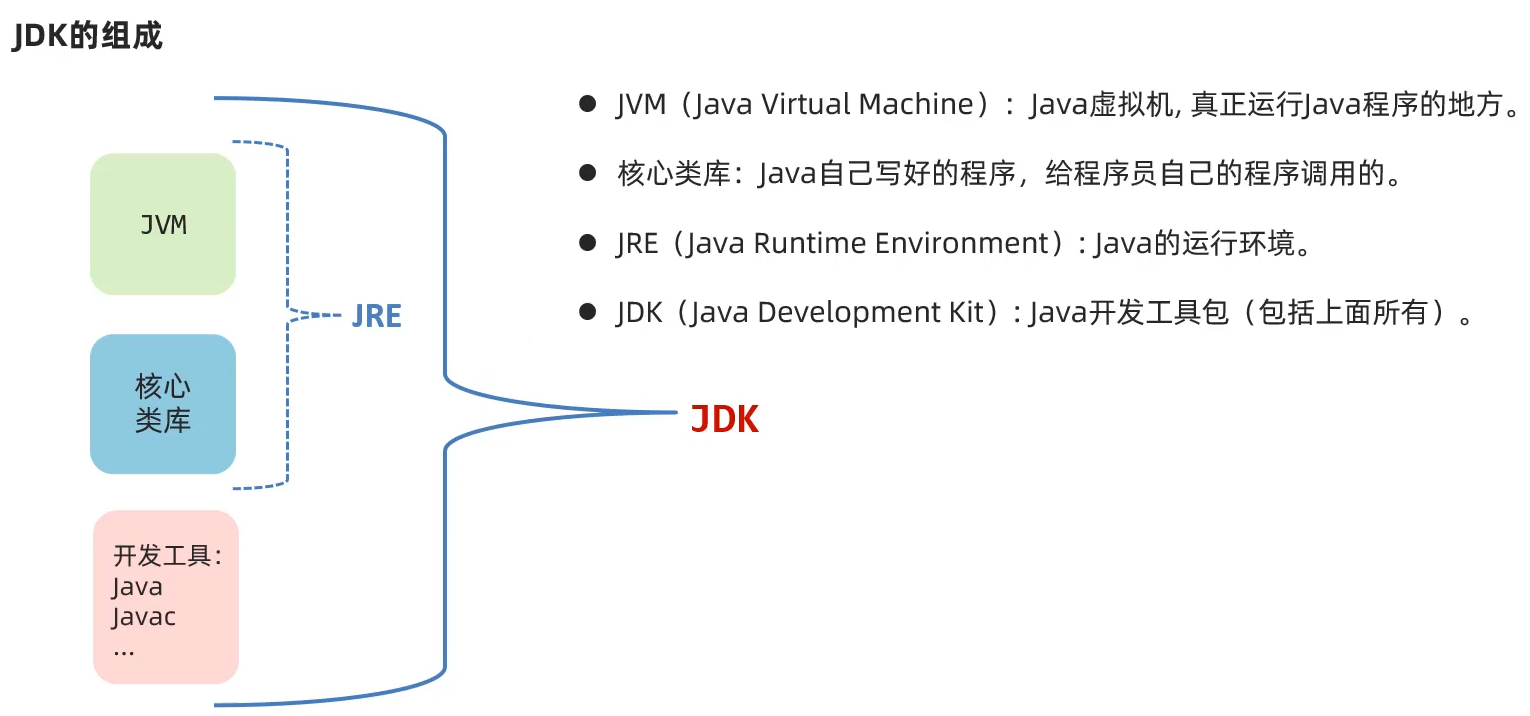 JDK的组成
JVM（Java Virtual Machine）：Java虚拟机, 真正运行Java程序的地方。
核心类库：Java自己写好的程序，给程序员自己的程序调用的。
JRE（Java Runtime Environment）: Java的运行环境。
JDK（Java Development Kit）: Java开发工具包（包括上面所有）。
JVM
JRE
核心
类库
JDK
开发工具：
Java
Javac
...